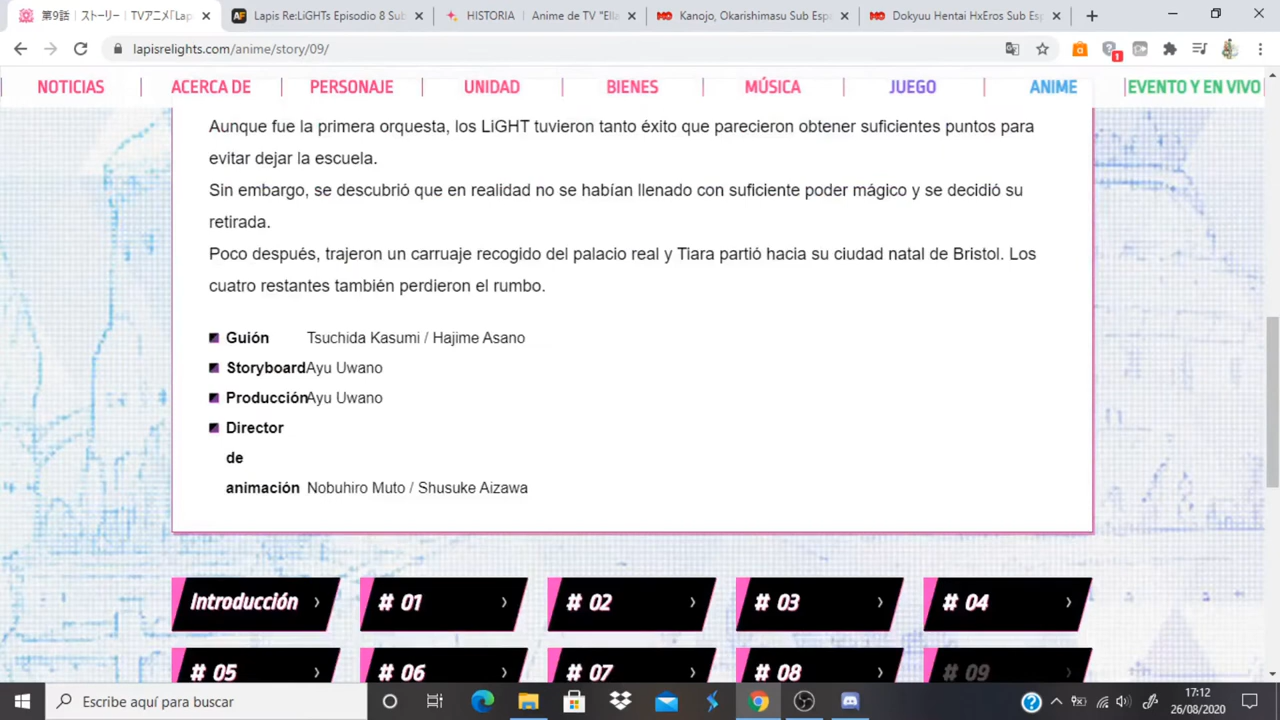 第9話 | ストーリー | TVアニメ「Lap
Lapis Re:LiGHTs Episodio 8 Sub
HISTORIA | Anime de TV "Ella
Kanojo, Okarishimasu Sub Espa
Dokyuu Hentai HxEros Sub Esp
lapisrelights.com/anime/story/09/
1
NOTICIAS
ACERCA DE
PERSONAJE
UNIDAD
BIENES
MÚSICA
JUEGO
ANIME
EVENTO Y EN VIVO
Aunque fue la primera orquesta, los LiGHT tuvieron tanto éxito que parecieron obtener suficientes puntos para
evitar dejar la escuela.
Sin embargo, se descubrió que en realidad no se habían llenado con suficiente poder mágico y se decidió su
retirada.
Poco después, trajeron un carruaje recogido del palacio real y Tiara partió hacia su ciudad natal de Bristol. Los
cuatro restantes también perdieron el rumbo.
Guión Tsuchida Kasumi / Hajime Asano
Storyboard Ayu Uwano
Producción Ayu Uwano
Director
de
animación Nobuhiro Muto / Shusuke Aizawa
Introducción
# 01
# 02
# 03
# 04
# 05
# 06
# 07
# 08
# 09
Escribe aquí para buscar
17:12
26/08/2020